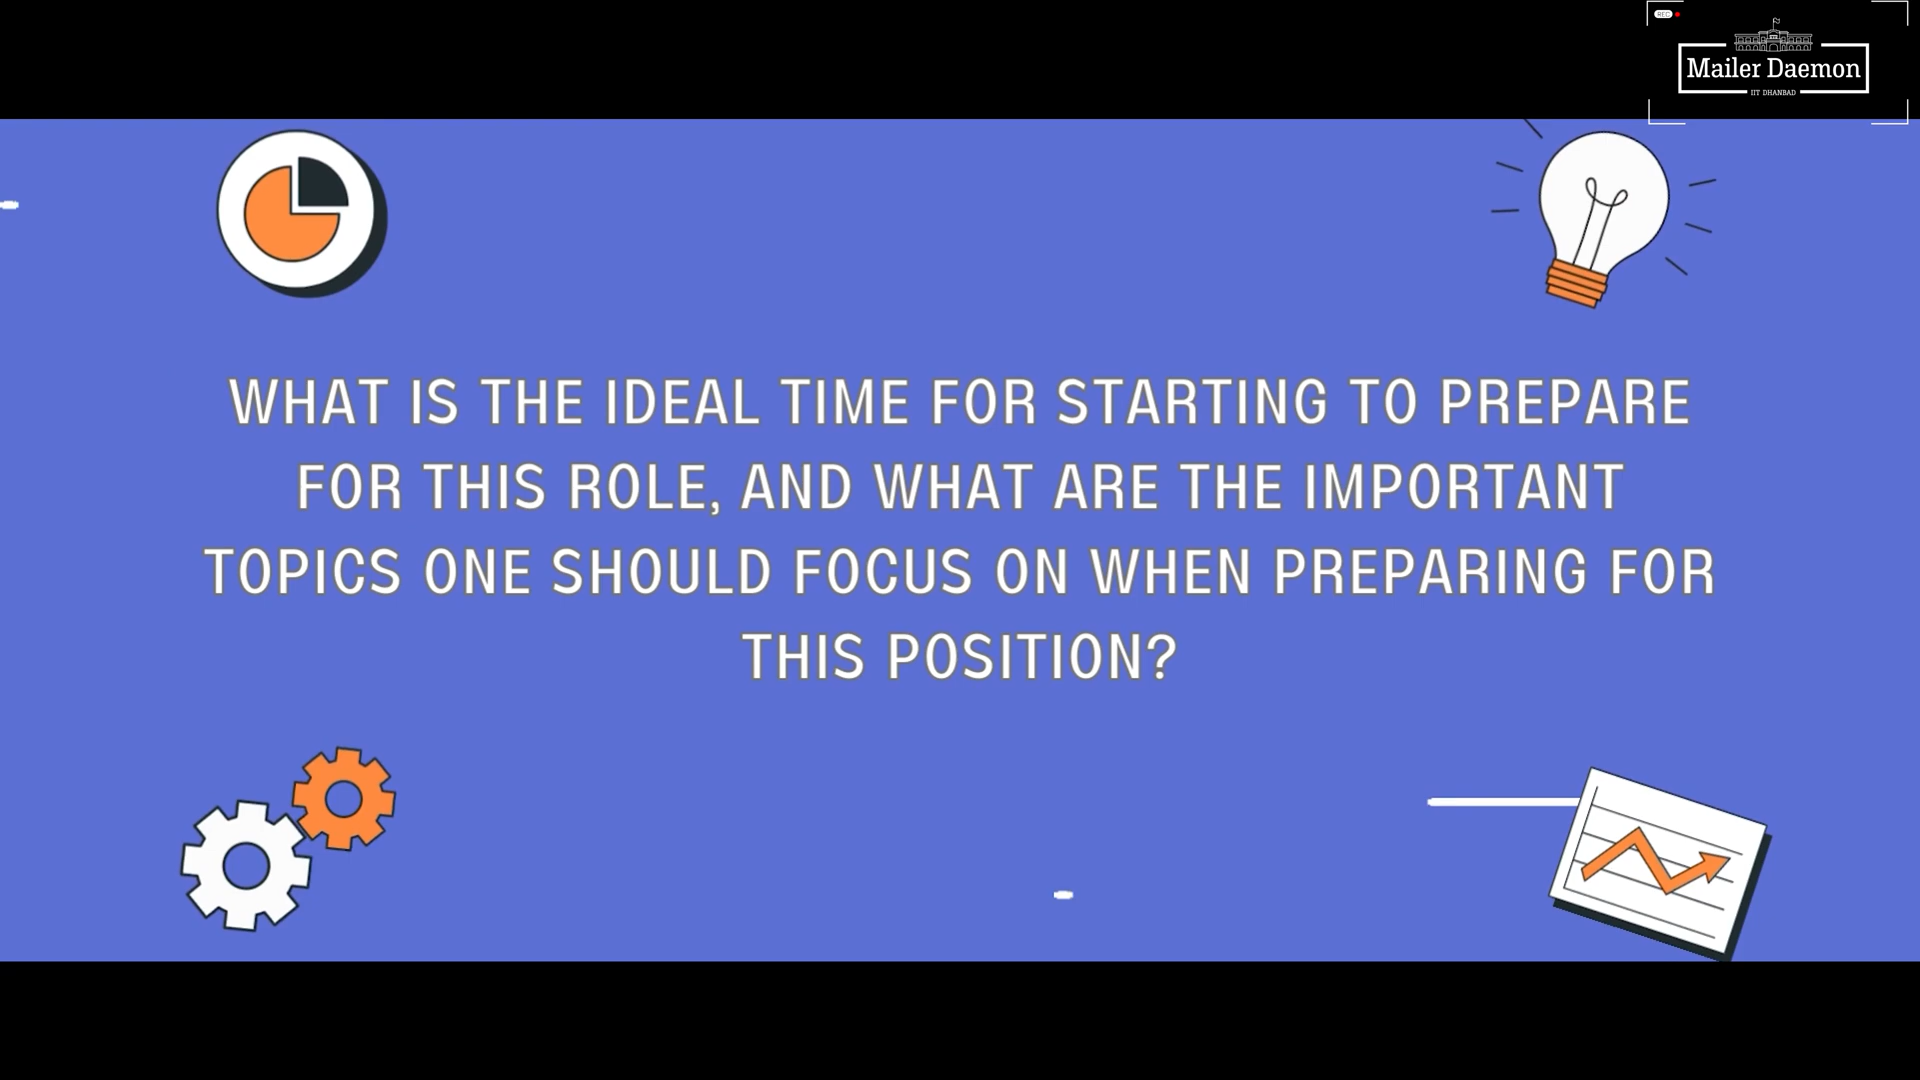 REC
Mailer Daemon
IIT DHANBAD
WHAT IS THE IDEAL TIME FOR STARTING TO PREPARE
FOR THIS ROLE, AND WHAT ARE THE IMPORTANT
TOPICS ONE SHOULD FOCUS ON WHEN PREPARING FOR
THIS POSITION?